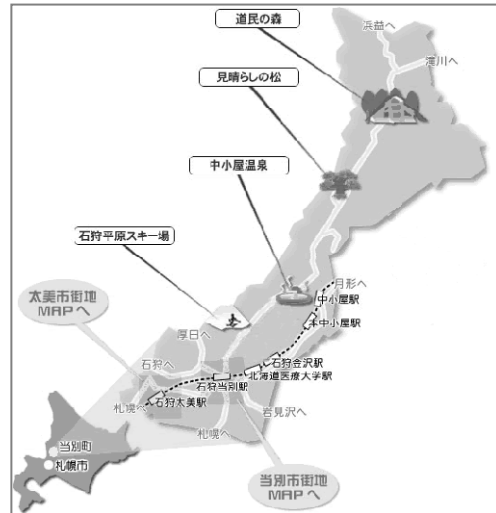 道民の森
浜益へ
滝川へ
見晴らしの松
中小屋温泉
石狩平原スキー場
月形へ
中小屋駅
本中小屋駅
太美市街地
MAPへ
厚田へ
石狩へ
石狩金沢駅
北海道医療大学駅
石狩当別駅
石狩太美駅
札幌へ
岩見沢へ
札幌へ
当別町
札幌市
当別市街地
MAPへ